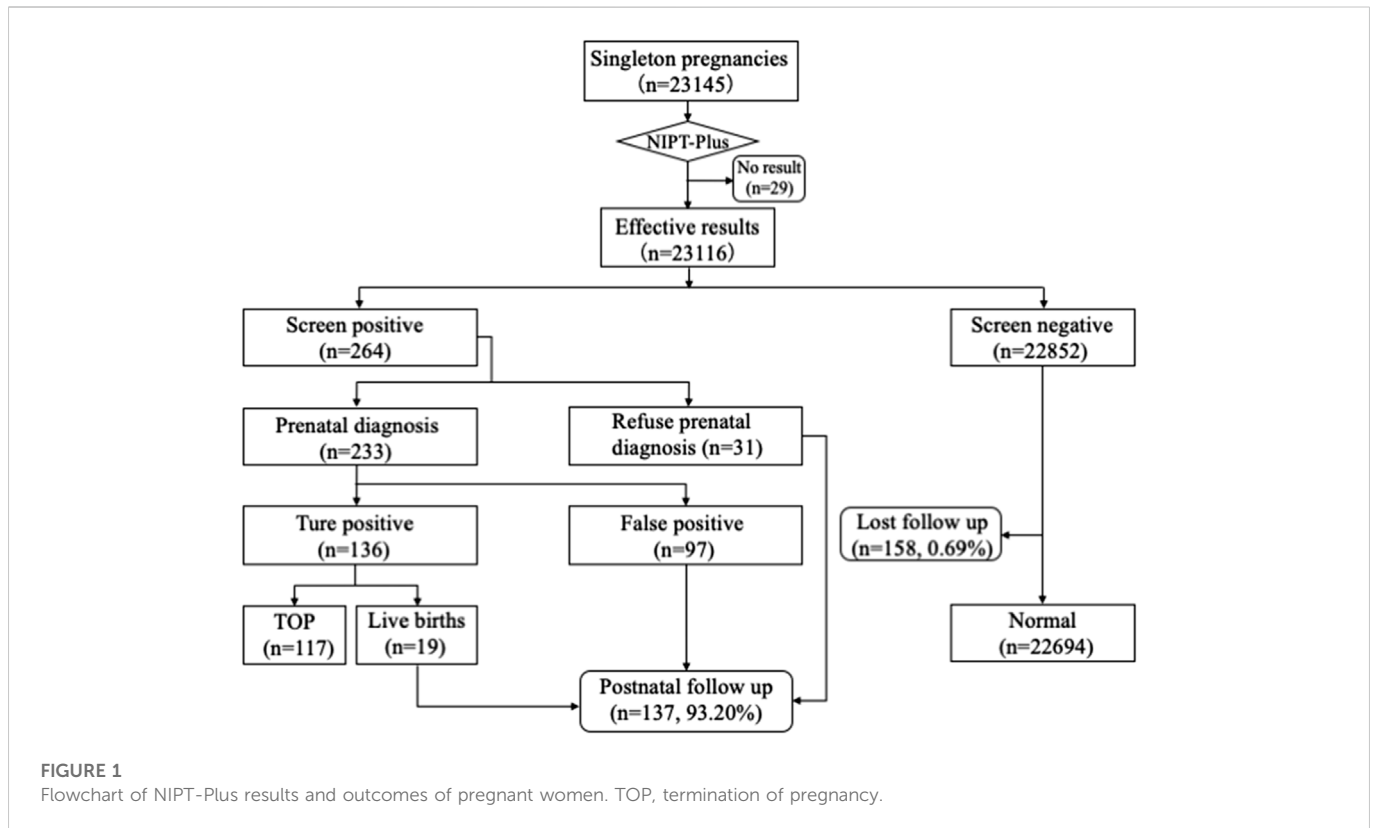 Singleton pregnancies
(n=23145)
NIPT-Plus
No result
(n=29)
Effective results
(n=23116)
Screen positive
(n=264)
Screen negative
(n=22852)
Prenatal diagnosis
(n=233)
Refuse prenatal
diagnosis (n=31)
Ture positive
(n=136)
False positive
(n=97)
Lost follow up
(n=158, 0.69%)
TOP
(n=117)
Live births
(n=19)
Normal
(n=22694)
Postnatal follow up
(n=137, 93.20%)
FIGURE 1
Flowchart of NIPT-Plus results and outcomes of pregnant women. TOP, termination of pregnancy.